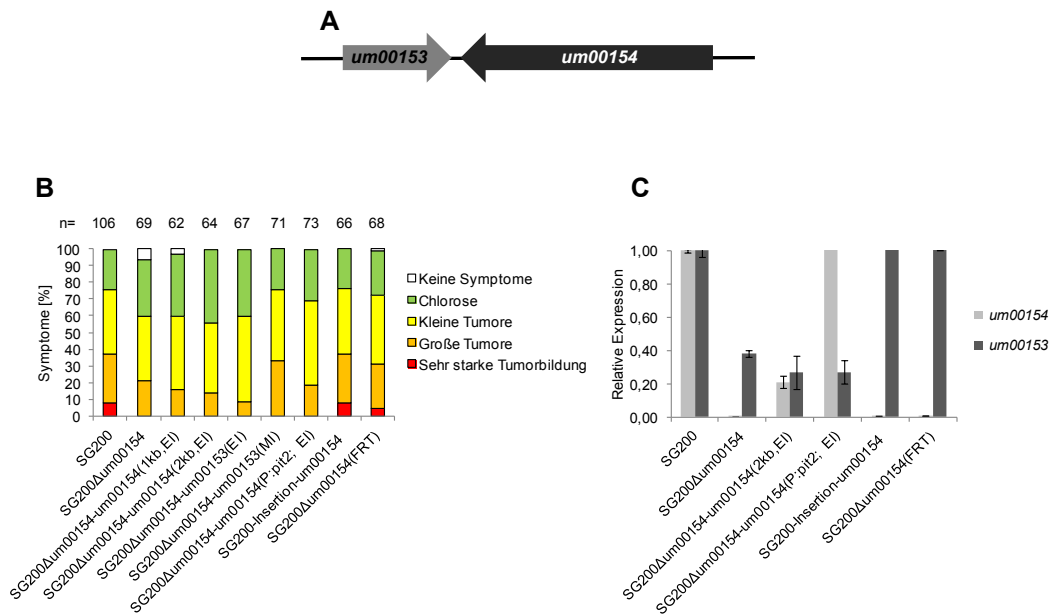 A
um00153
um00154
B
n= 106 69 62 64 67 71 73 66 68
Symptome [%]
100
90
80
70
60
50
40
30
20
10
0
Keine Symptome
Chlorose
Kleine Tumore
Große Tumore
Sehr starke Tumorbildung
SG200
SG200Δum00154
SG200Δum00154-um00154(1kb,EI)
SG200Δum00154-um00154(2kb,EI)
SG200Δum00154-um00153(EI)
SG200Δum00154-um00153(MI)
SG200Δum00154-um00154(P:pit2; EI)
SG200-Insertion-um00154
SG200Δum00154(FRT)
C
Relative Expression
1,00
0,80
0,60
0,40
0,20
0,00
um00154
um00153
SG200
SG200Δum00154
SG200Δum00154-um00154(2kb,EI)
SG200Δum00154-um00154(P:pit2; EI)
SG200-Insertion-um00154
SG200Δum00154(FRT)